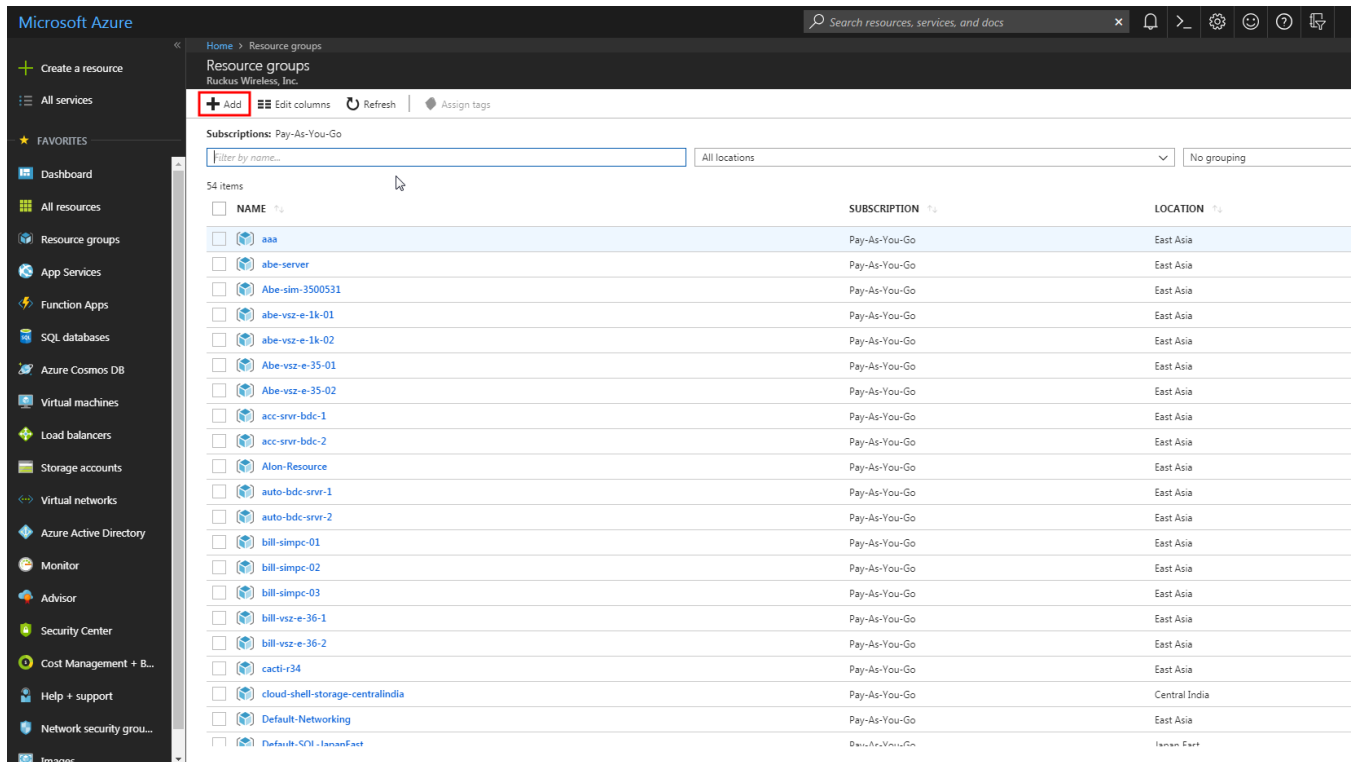 Microsoft Azure
Search resources, services, and docs
Create a resource
All services
FAVORITES
Dashboard
All resources
Resource groups
App Services
Function Apps
SQL databases
Azure Cosmos DB
Virtual machines
Load balancers
Storage accounts
Virtual networks
Azure Active Directory
Monitor
Advisor
Security Center
Cost Management + B...
Help + support
Network security grou...
Images
Home > Resource groups
Resource groups
Ruckus Wireless, Inc.
Add Edit columns Refresh Assign tags
Subscriptions: Pay-As-You-Go
Filter by name... All locations No grouping
54 items
NAME SUBSCRIPTION LOCATION
aaa Pay-As-You-Go East Asia
abe-server Pay-As-You-Go East Asia
Abe-sim-3500531 Pay-As-You-Go East Asia
abe-vsz-e-1k-01 Pay-As-You-Go East Asia
abe-vsz-e-1k-02 Pay-As-You-Go East Asia
Abe-vsz-e-35-01 Pay-As-You-Go East Asia
Abe-vsz-e-35-02 Pay-As-You-Go East Asia
acc-srvr-bdc-1 Pay-As-You-Go East Asia
acc-srvr-bdc-2 Pay-As-You-Go East Asia
Alon-Resource Pay-As-You-Go East Asia
auto-bdc-srvr-1 Pay-As-You-Go East Asia
auto-bdc-srvr-2 Pay-As-You-Go East Asia
bill-simpc-01 Pay-As-You-Go East Asia
bill-simpc-02 Pay-As-You-Go East Asia
bill-simpc-03 Pay-As-You-Go East Asia
bill-vsz-e-36-1 Pay-As-You-Go East Asia
bill-vsz-e-36-2 Pay-As-You-Go East Asia
cacti-r34 Pay-As-You-Go East Asia
cloud-shell-storage-centralindia Pay-As-You-Go Central India
Default-Networking Pay-As-You-Go East Asia
Default-SQL-JapanEast Pay-As-You-Go Japan East